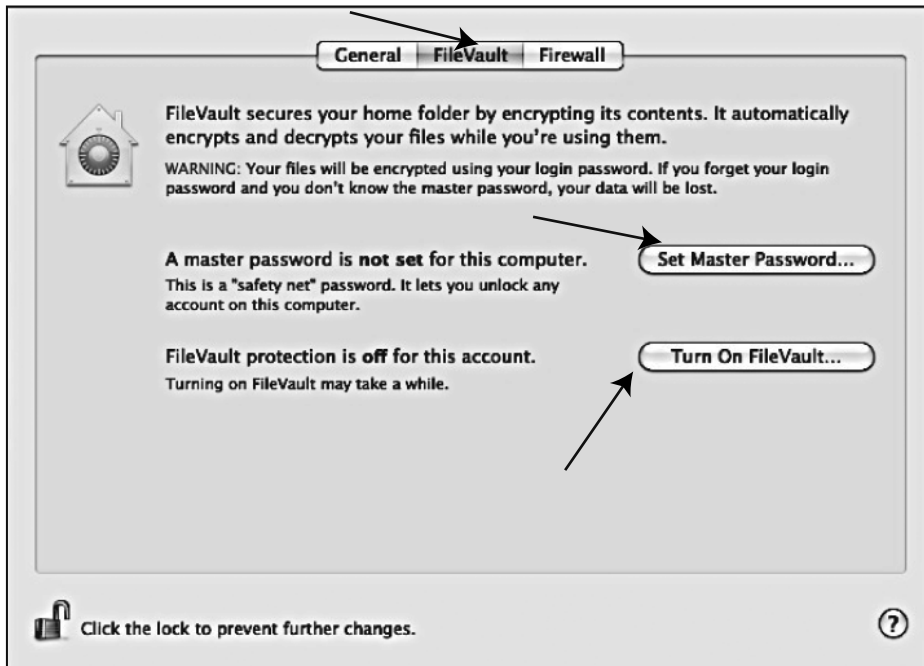 General FileVault Firewall
FileVault secures your home folder by encrypting its contents. It automatically
encrypts and decrypts your files while you're using them.
WARNING: Your files will be encrypted using your login password. If you forget your login
password and you don't know the master password, your data will be lost.
A master password is not set for this computer.
Set Master Password...
This is a "safety net" password. It lets you unlock any
account on this computer.
FileVault protection is off for this account.
Turn On FileVault...
Turning on FileVault may take a while.
Click the lock to prevent further changes.
?